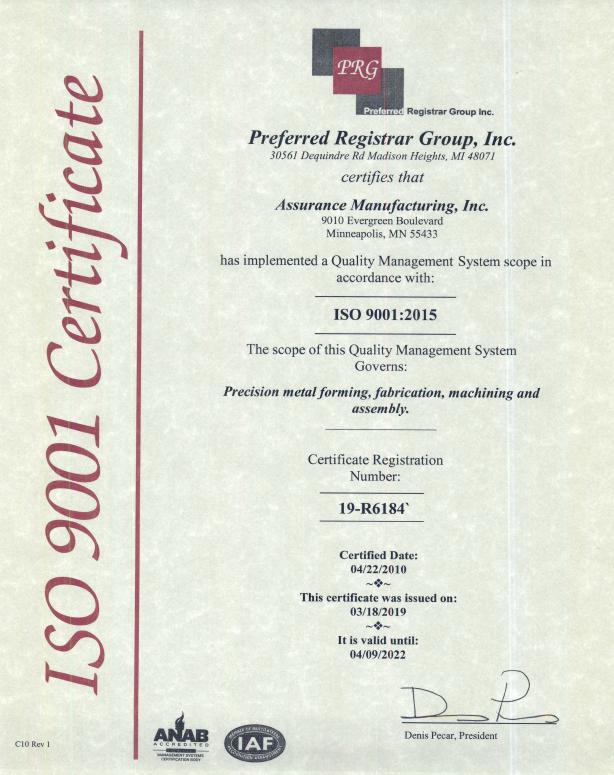 ISO 9001 Certificate
PRG
Preferred Registrar Group Inc.
Preferred Registrar Group, Inc.
30561 Dequindre Rd Madison Heights, MI 48071
certifies that
Assurance Manufacturing, Inc.
9010 Evergreen Boulevard
Minneapolis, MN 55433
has implemented a Quality Management System scope in
accordance with:
ISO 9001:2015
The scope of this Quality Management System
Governs:
Precision metal forming, fabrication, machining and
assembly.
Certificate Registration
Number:
19-R6184`
Certified Date:
04/22/2010
~❖~
This certificate was issued on:
03/18/2019
~❖~
It is valid until:
04/09/2022
Denis Pecar, President
C10 Rev 1
ANAB
ACCREDITED
MANAGEMENT SYSTEMS
CERTIFICATION BODY
MEMBER OF MULTILATERAL
RECOGNITION ARRANGEMENT
IAF